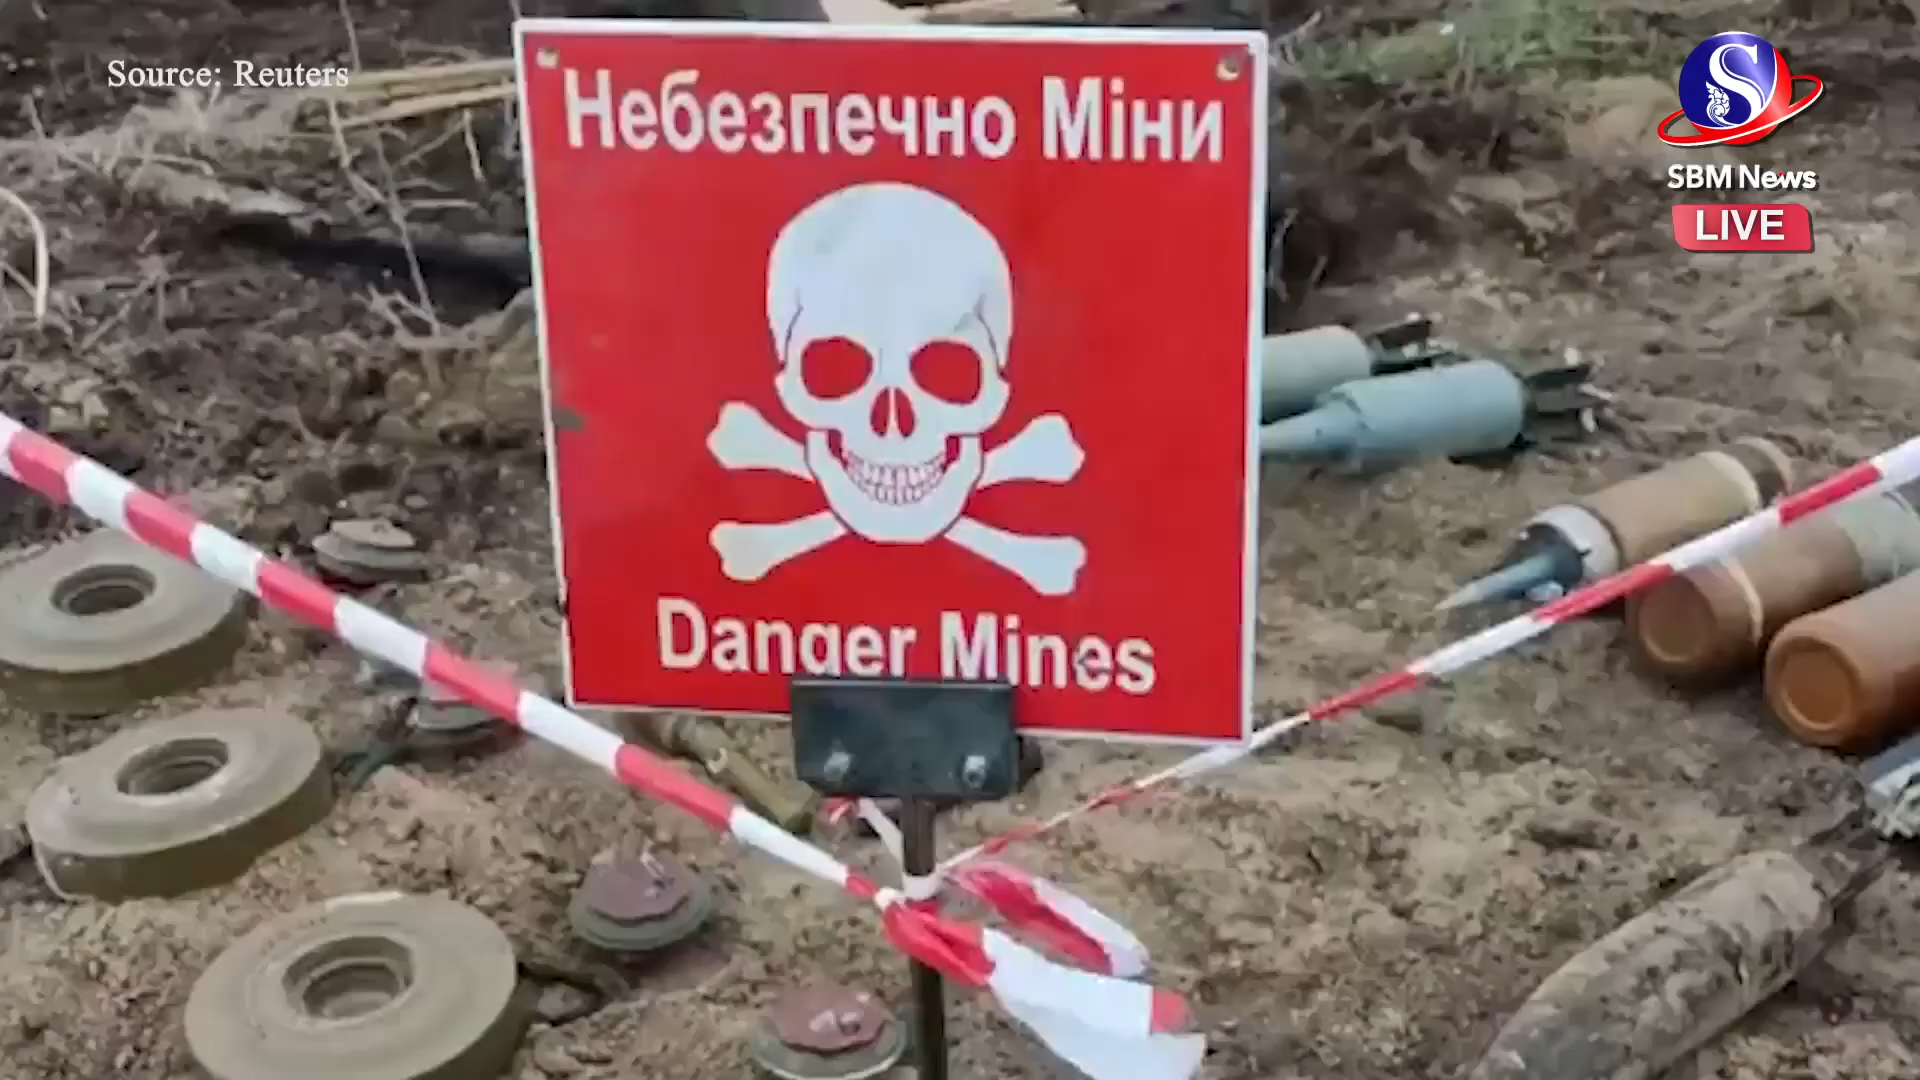 Source: Reuters
Небезпечно Міни
Danger Mines
S
SBM News
LIVE